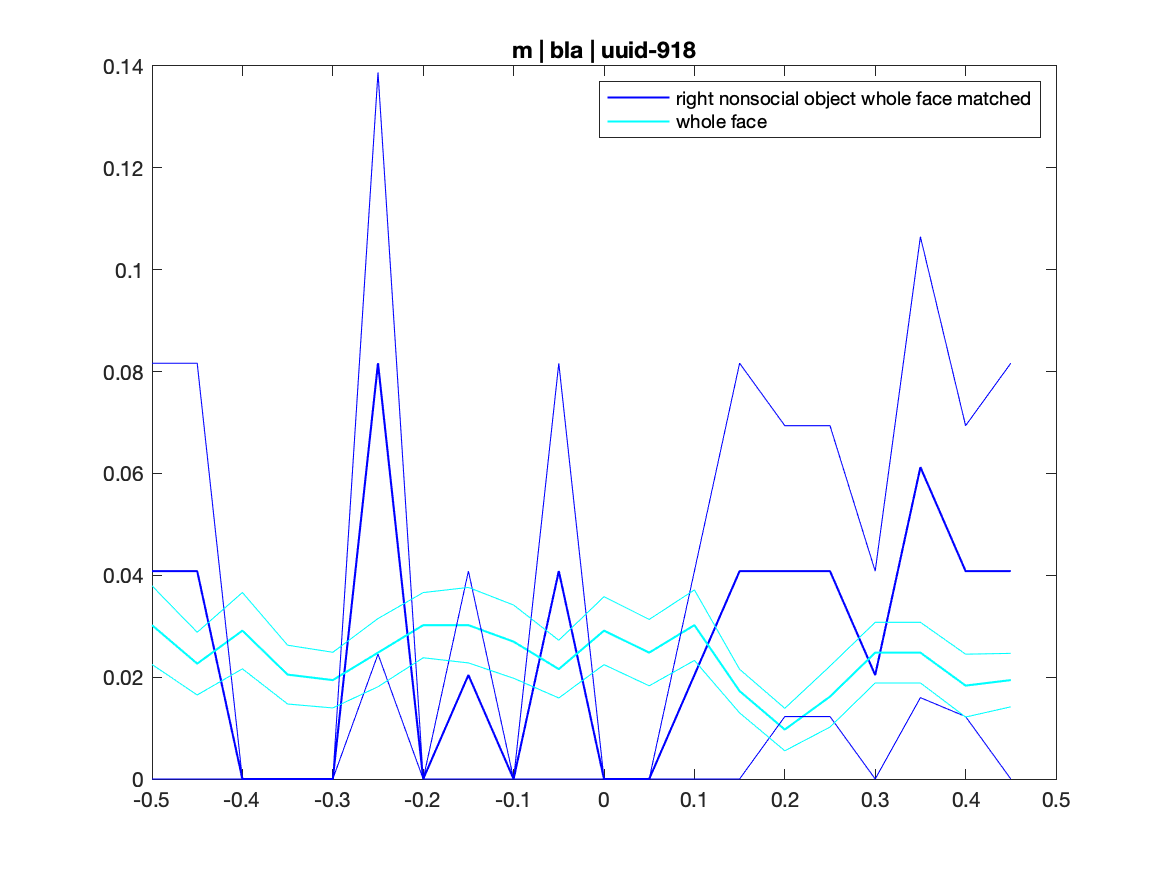 m | bla | uuid-918
right nonsocial object whole face matched
whole face
0.14
0.12
0.1
0.08
0.06
0.04
0.02
0
-0.5 -0.4 -0.3 -0.2 -0.1 0 0.1 0.2 0.3 0.4 0.5